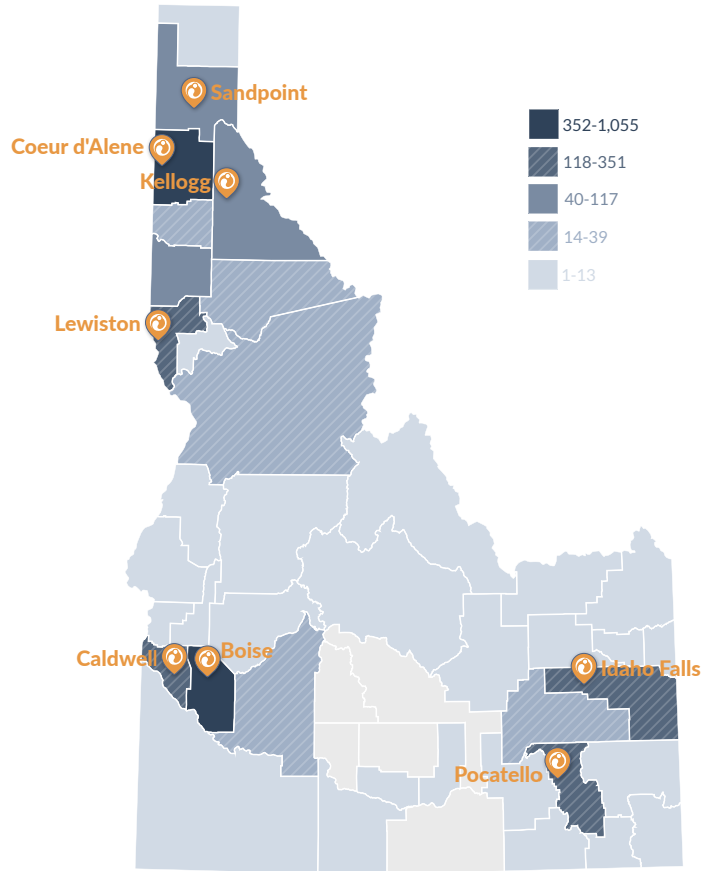 Sandpoint
352-1,055
Coeur d'Alene
118-351
Kellogg
40-117
14-39
1-13
Lewiston
Caldwell
Boise
Idaho Falls
Pocatello